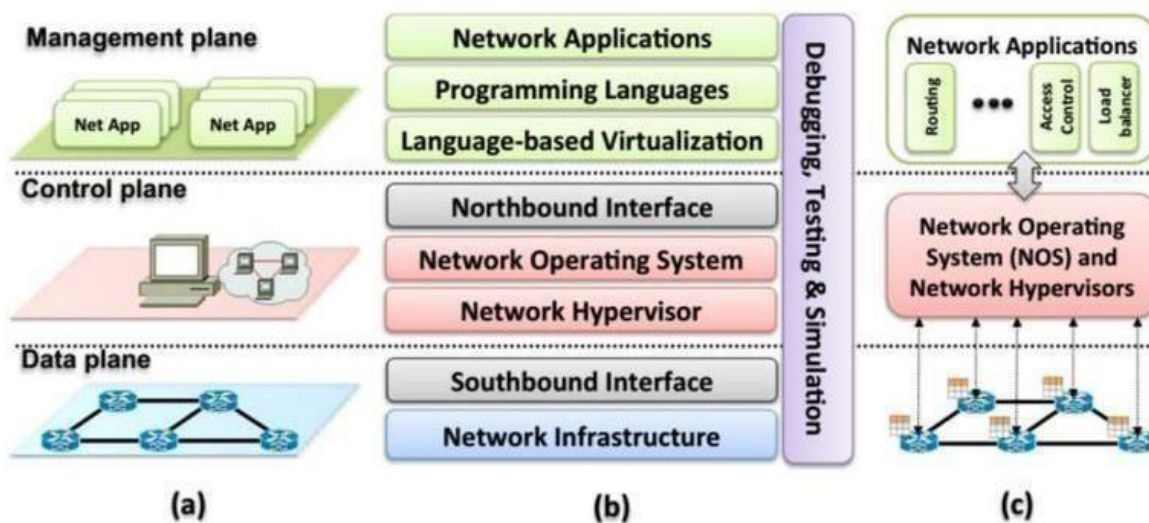 Management plane
Net App
Net App
Control plane
Data plane
(a)
Network Applications
Programming Languages
Language-based Virtualization
Northbound Interface
Network Operating System
Network Hypervisor
Southbound Interface
Network Infrastructure
Debugging, Testing & Simulation
(b)
Network Applications
Routing
•••
Access
Control
Load
balancer
Network Operating
System (NOS) and
Network Hypervisors
(c)